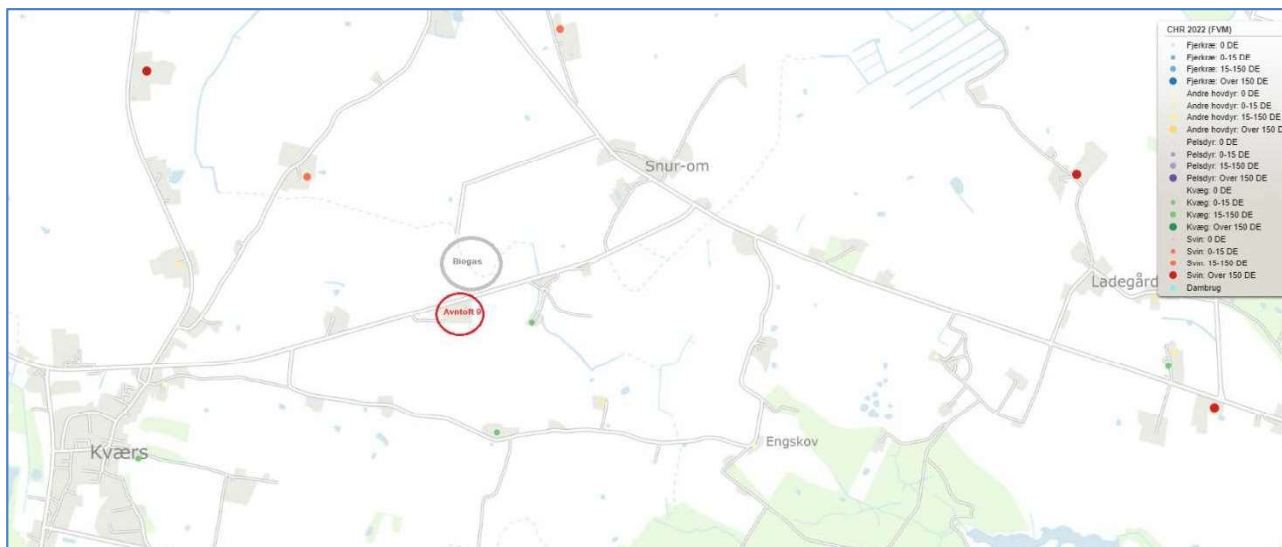 CHR 2022 (FVM)
Fjerkræ: 0 DE
Fjerkræ: 0-15 DE
Fjerkræ: 15-150 DE
Fjerkræ: Over 150 DE
Andre hovdyr: 0 DE
Andre hovdyr: 0-15 DE
Andre hovdyr: 15-150 DE
Andre hovdyr: Over 150 D
Pelsdyr: 0 DE
Pelsdyr: 0-15 DE
Pelsdyr: 15-150 DE
Pelsdyr: Over 150 DE
Kvæg: 0 DE
Kvæg: 0-15 DE
Kvæg: 15-150 DE
Kvæg: Over 150 DE
Svin: 0 DE
Svin: 0-15 DE
Svin: 15-150 DE
Svin: Over 150 DE
Dambrug
Snur-om
Biogas
Ladegård
Avntoft 9
Engskov
Kværs